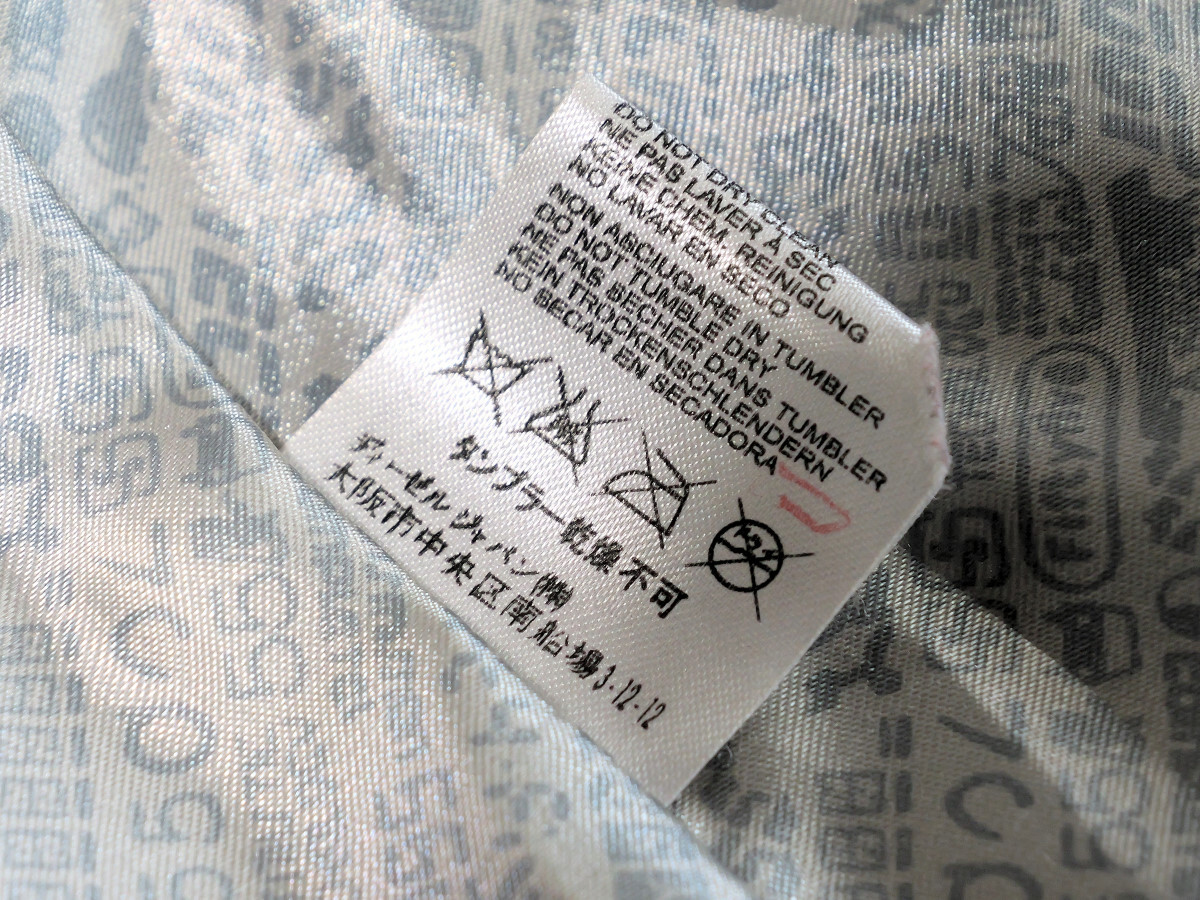 DO NOT DRY CLEAN
NE PAS LAVER À SEC
KEINE CHEM. REINIGUNG
NO LAVAR EN SECO
NON ASCIUGARE IN TUMBLER
DO NOT TUMBLE DRY
NE PAS SECHER DANS TUMBLER
KEIN TROCKENSCHLENDERN
NO SECAR EN SECADORA
タンブラー乾燥不可
ディーゼルジャパン㈱
大阪市中央区南船場3-12-12